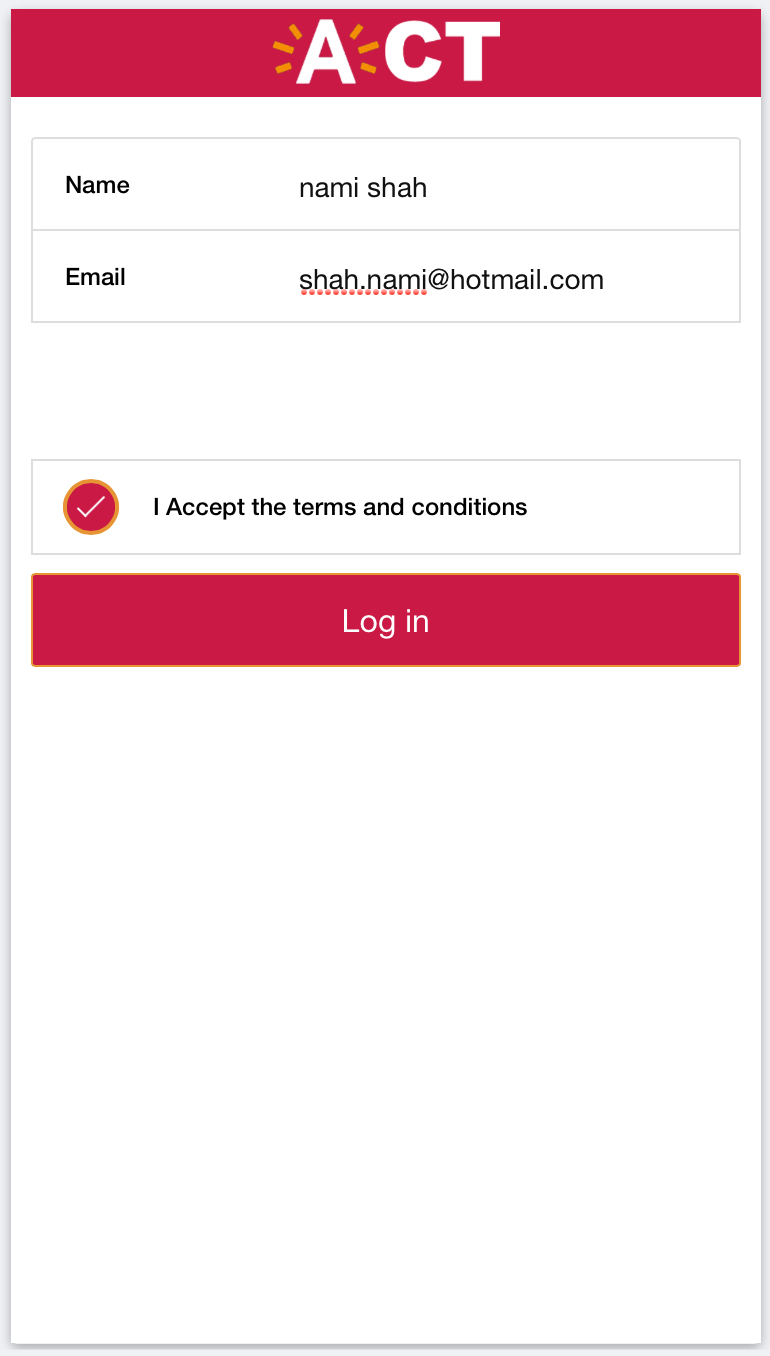 ACT
Name nami shah
Email shah.nami@hotmail.com
I Accept the terms and conditions
Log in